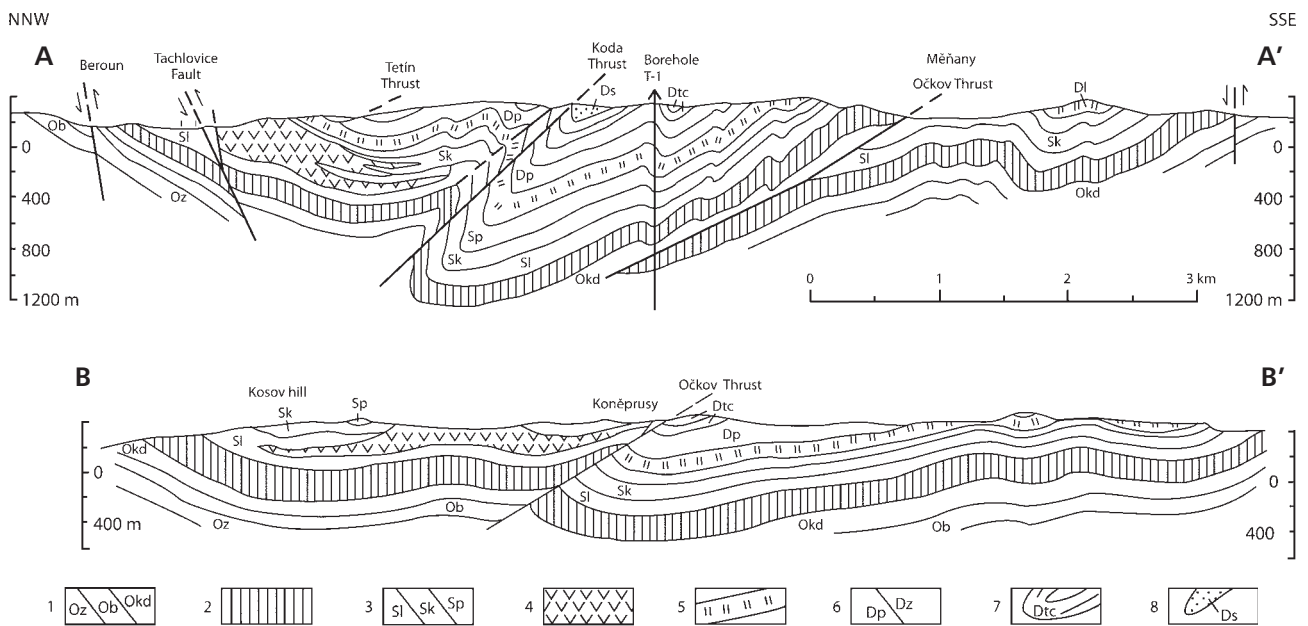 NNW
SSE
A
Beroun
Tachlovice
Fault
Tetín
Thrust
Koda
Thrust
Borehole
T-1
Měňany
Očkov Thrust
A'
Ds
Dtc
Dl
Dp
Ob
Sl
Sk
Oz
0
400
800
1200 m
Dp
Sp
Sk
Sl
Okd
Sl
Sk
Okd
0
400
800
1200 m
0 1 2 3 km
B
Kosov hill
Sk
Sp
Koněprusy
Očkov Thrust
Dtc
B'
Okd
Sl
Dp
0
400 m
Oz
Ob
Sl
Sk
Okd
Ob
0
400
1 Oz Ob Okd 2 3 Sl Sk Sp 4 5 6 Dp Dz 7 Dtc 8 Ds